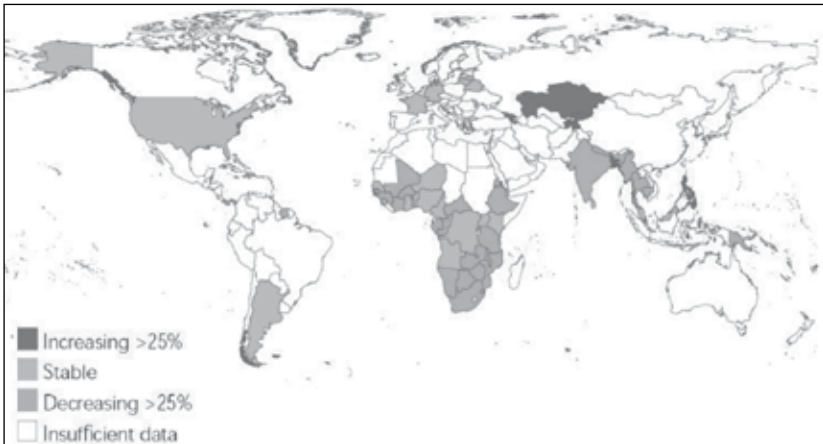 Increasing >25%
Stable
Decreasing >25%
Insufficient data